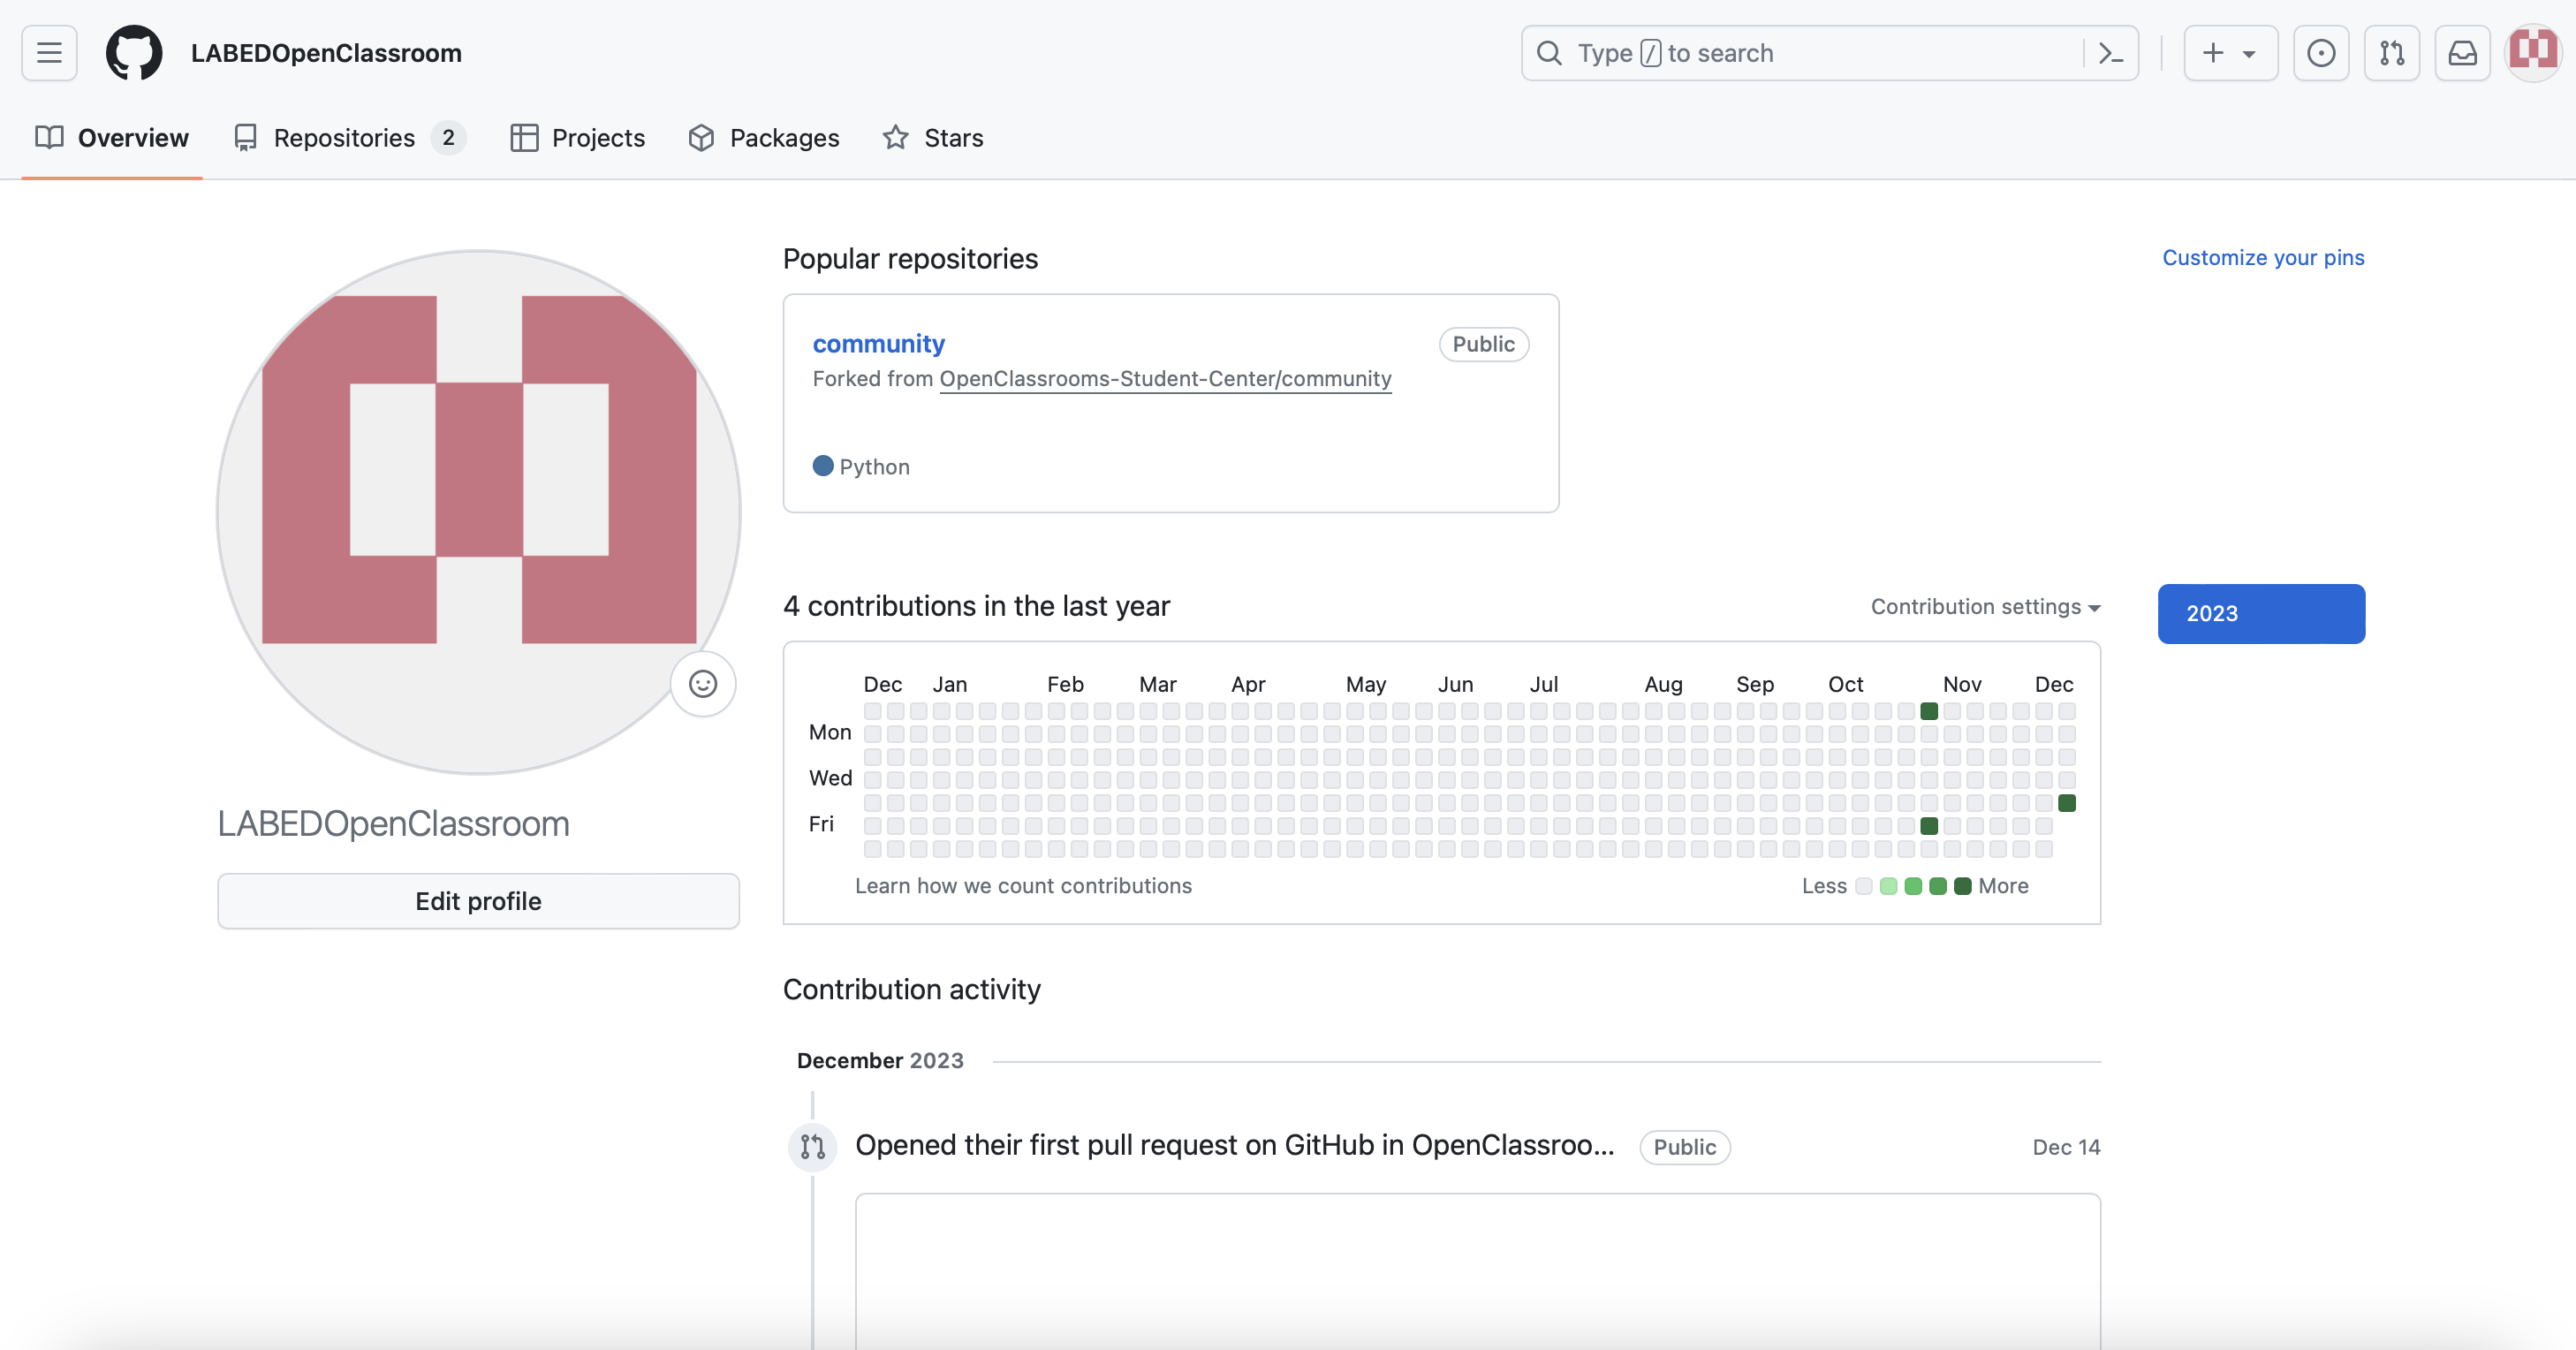 LABEDOpenClassroom
Type / to search
Overview
Repositories 2
Projects
Packages
Stars
Popular repositories
Customize your pins
community
Public
Forked from OpenClassrooms-Student-Center/community
Python
4 contributions in the last year
Contribution settings
2023
Dec Jan Feb Mar Apr May Jun Jul Aug Sep Oct Nov Dec
Mon
Wed
Fri
Learn how we count contributions
Less More
LABEDOpenClassroom
Edit profile
Contribution activity
December 2023
Opened their first pull request on GitHub in OpenClassroo... Public Dec 14